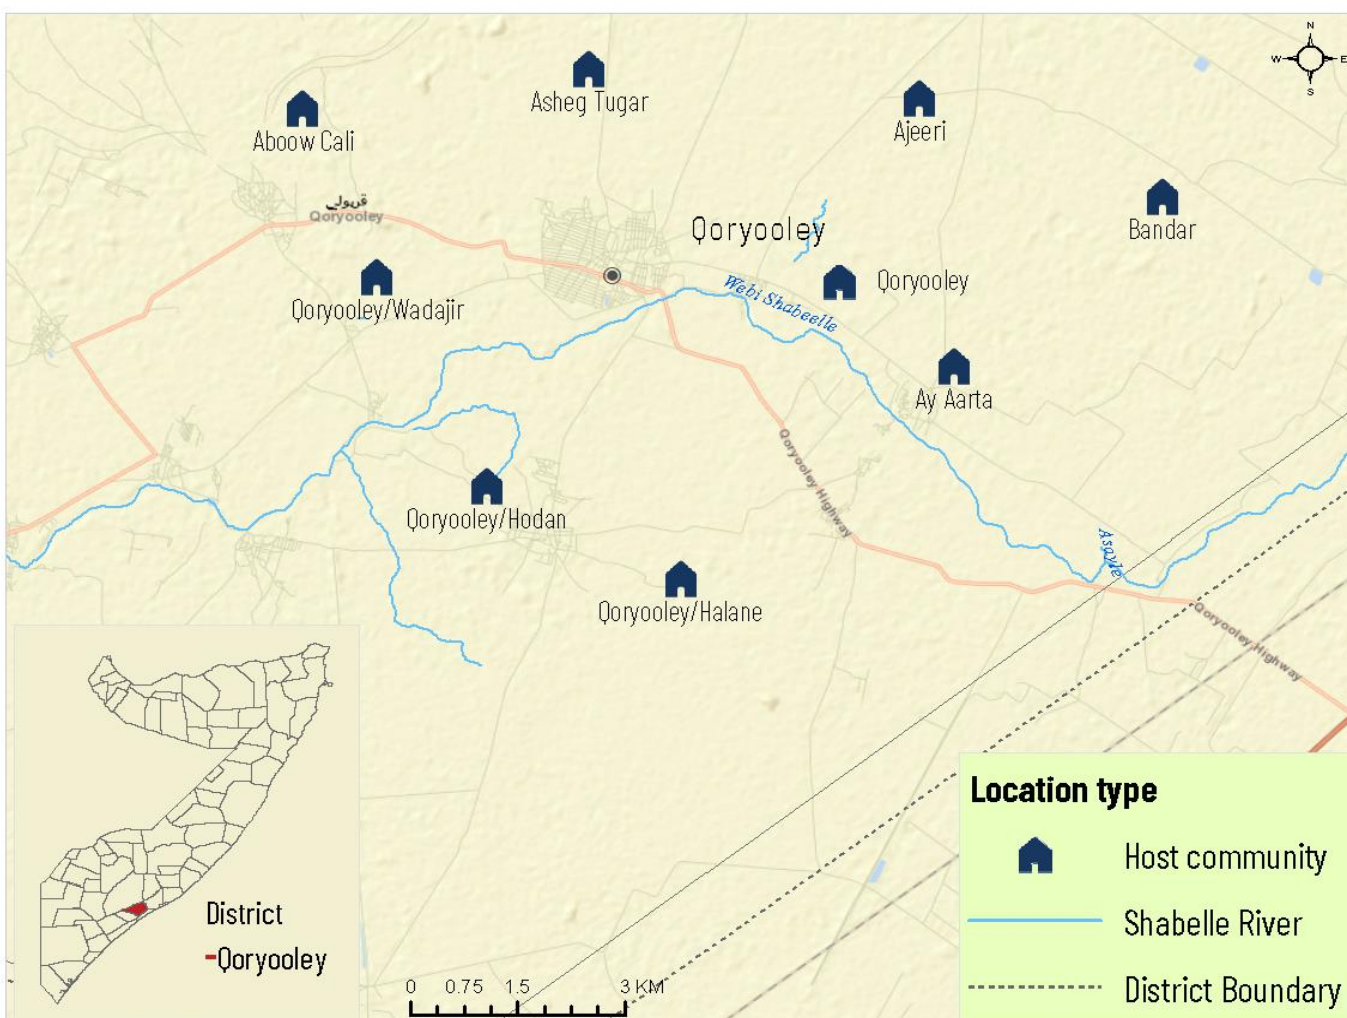 N
W E
S
Asheg Tugar
Ajeeri
Aboow Cali
قريولي
Qoryooley
Bandar
Qoryooley
Qoryooley
Webi Shabeelle
Qoryooley/Wadajir
Ay Aarta
Qoryooley Highway
Qoryooley/Hodan
Asayle
Qoryooley/Halane
Qoryooley Highway
District
Qoryooley
0 0.75 1.5 3 KM
Location type
Host community
Shabelle River
District Boundary